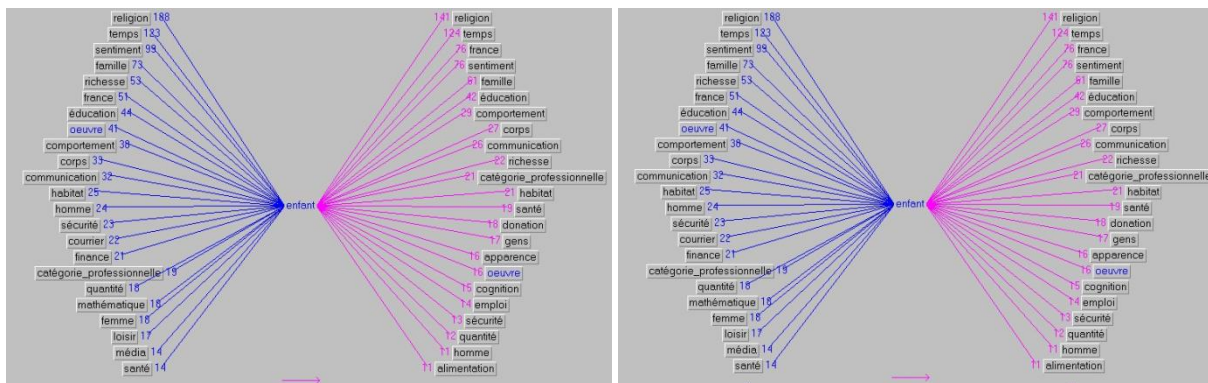 religion 188
temps 123
sentiment 99
famille 73
richesse 53
france 51
éducation 44
oeuvre 41
comportement 38
corps 33
communication 32
habitat 25
homme 24
sécurité 23
courrier 22
finance 21
catégorie_professionnelle 19
quantité 18
mathématique 18
femme 18
loisir 17
média 14
santé 14
enfant
141 religion
124 temps
76 france
76 sentiment
61 famille
42 éducation
29 comportement
27 corps
26 communication
22 richesse
21 catégorie_professionnelle
21 habitat
19 santé
18 donation
17 gens
16 apparence
16 oeuvre
15 cognition
14 emploi
13 sécurité
12 quantité
11 homme
11 alimentation
religion 188
temps 123
sentiment 99
famille 73
richesse 53
france 51
éducation 44
oeuvre 41
comportement 38
corps 33
communication 32
habitat 25
homme 24
sécurité 23
courrier 22
finance 21
catégorie_professionnelle 19
quantité 18
mathématique 18
femme 18
loisir 17
média 14
santé 14
enfant
141 religion
124 temps
76 france
76 sentiment
61 famille
42 éducation
29 comportement
27 corps
26 communication
22 richesse
21 catégorie_professionnelle
21 habitat
19 santé
18 donation
17 gens
16 apparence
16 oeuvre
15 cognition
14 emploi
13 sécurité
12 quantité
11 homme
11 alimentation